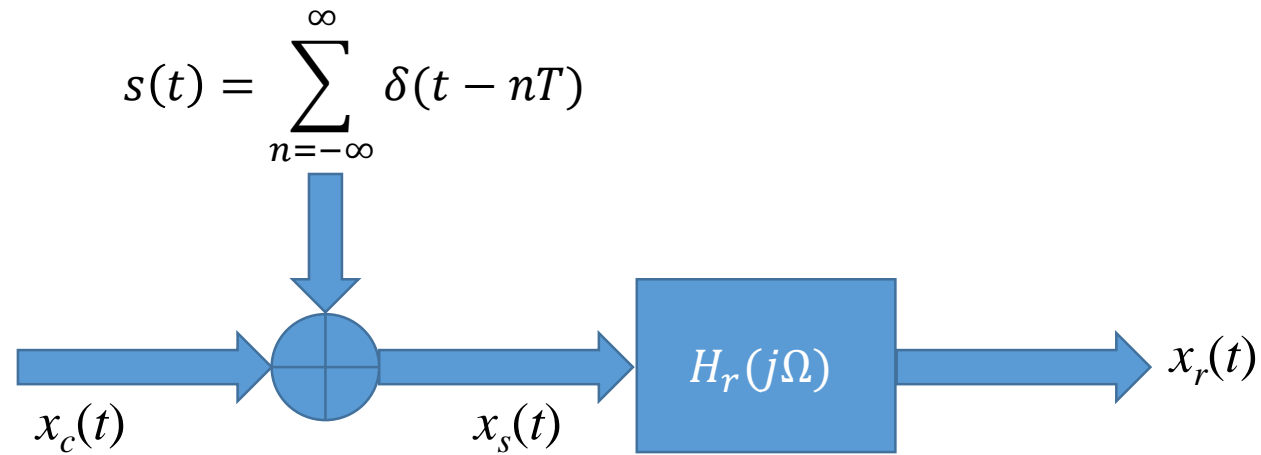 ∞
s(t) = ∑ δ(t − nT)
n=−∞
H_r(jΩ)
x_r(t)
x_c(t)
x_s(t)